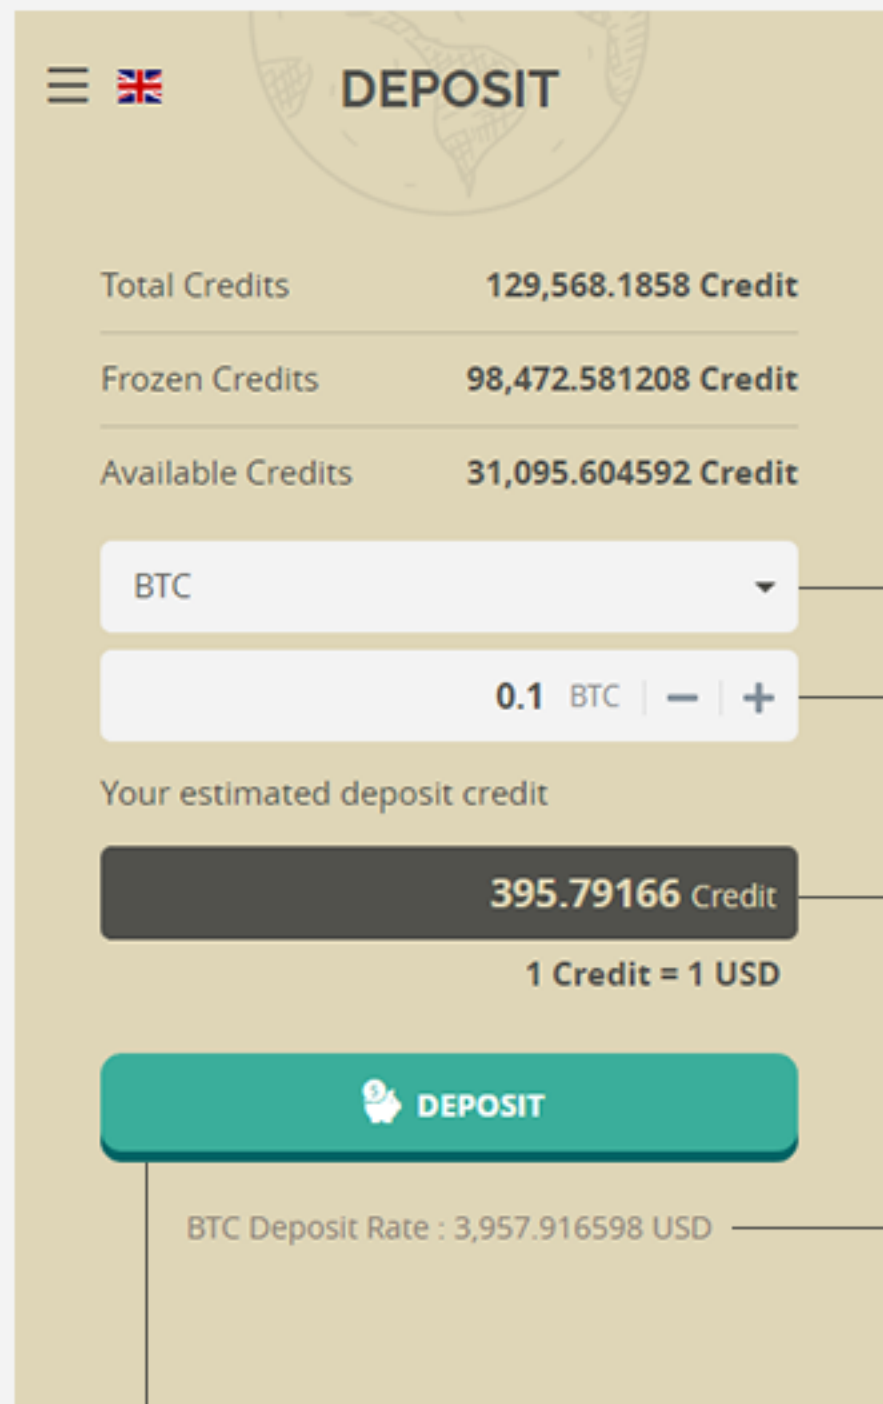 DEPOSIT
Total Credits 129,568.1858 Credit
Frozen Credits 98,472.581208 Credit
Available Credits 31,095.604592 Credit
BTC
0.1 BTC − +
Your estimated deposit credit
395.79166 Credit
1 Credit = 1 USD
$ DEPOSIT
BTC Deposit Rate : 3,957.916598 USD